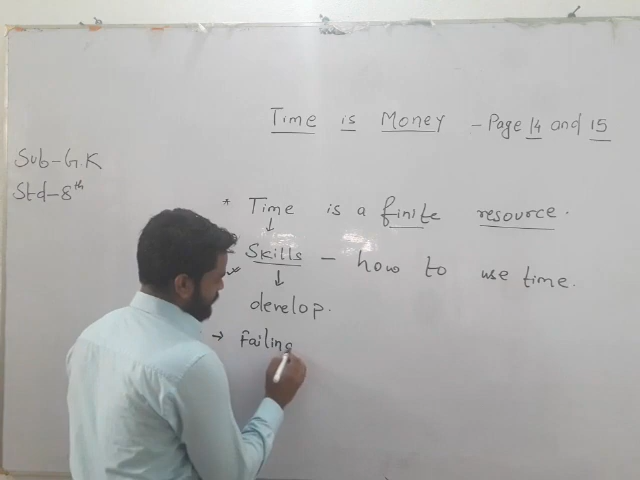 Time is Money - Page 14 and 15
Sub-G.K
Std-8th
* Time is a finite resource.
↓
Skills - how to use time.
↓
develop.
→ Failing